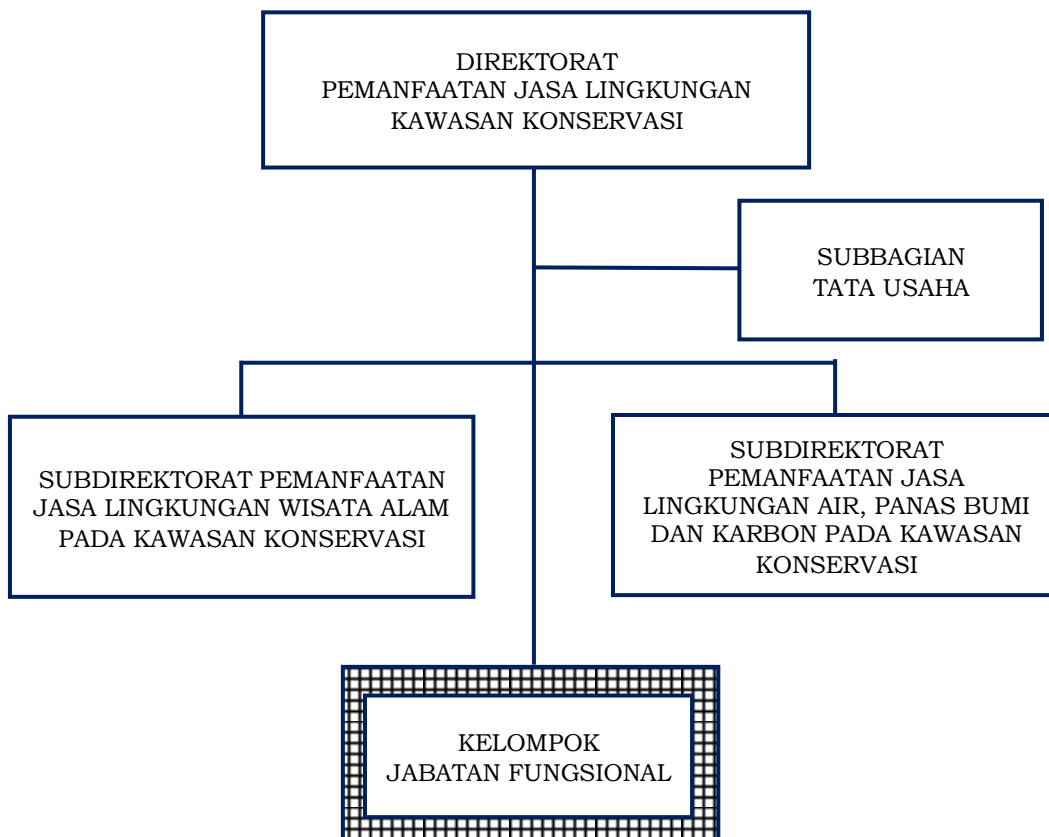 DIREKTORAT
PEMANFAATAN JASA LINGKUNGAN
KAWASAN KONSERVASI
SUBBAGIAN
TATA USAHA
SUBDIREKTORAT PEMANFAATAN
JASA LINGKUNGAN WISATA ALAM
PADA KAWASAN KONSERVASI
SUBDIREKTORAT
PEMANFAATAN JASA
LINGKUNGAN AIR, PANAS BUMI
DAN KARBON PADA KAWASAN
KONSERVASI
KELOMPOK
JABATAN FUNGSIONAL